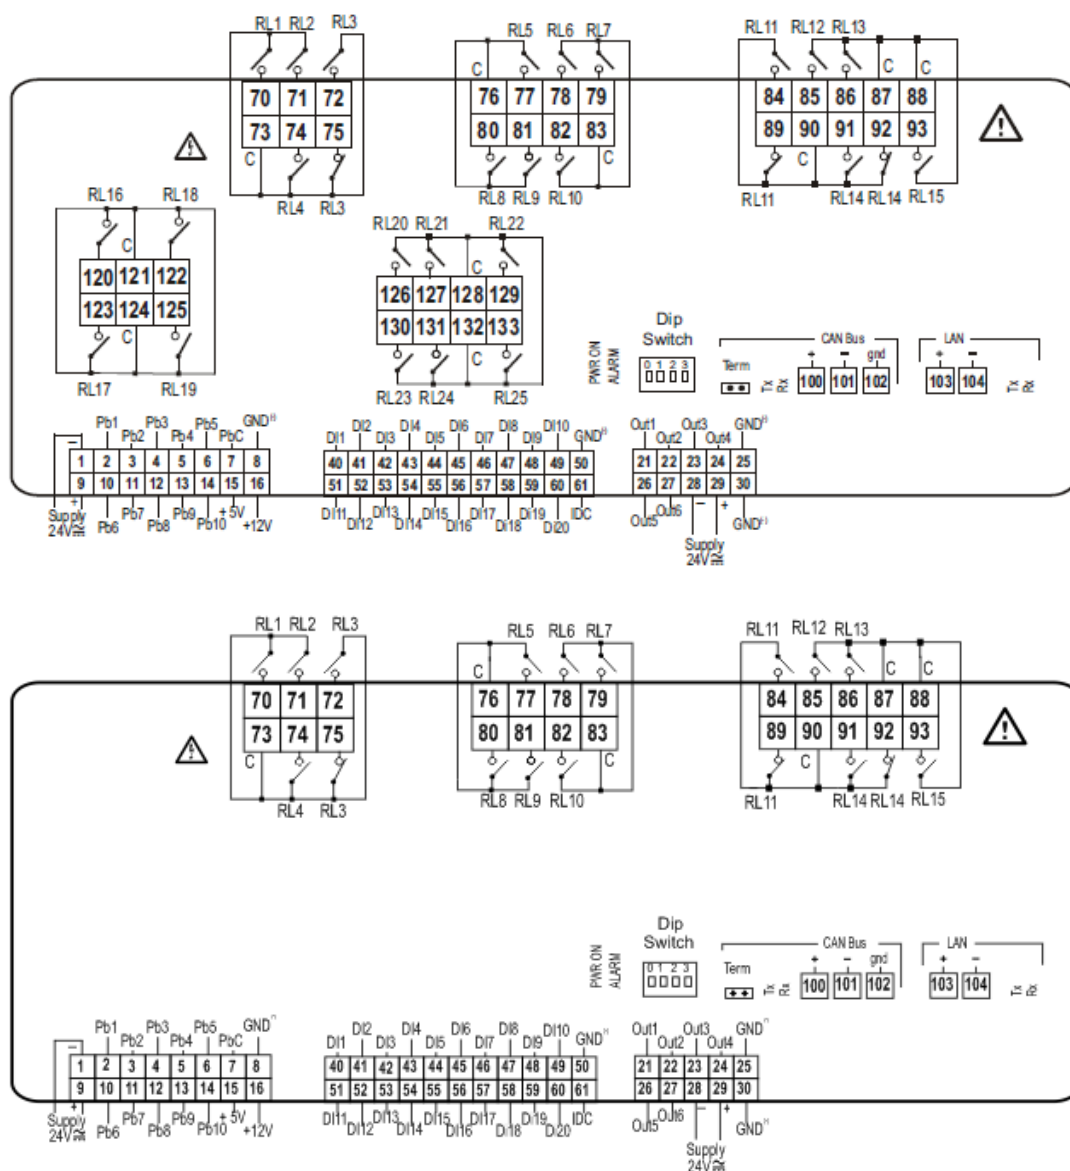 RL1 RL2 RL3 RL5 RL6 RL7 RL11 RL12 RL13
C C C
70 71 72 76 77 78 79 84 85 86 87 88
73 74 75 80 81 82 83 89 90 91 92 93
C C C
RL4 RL3 RL8 RL9 RL10 RL11 RL14 RL14 RL15
RL16 RL18 RL20 RL21 RL22
C C
120 121 122 126 127 128 129
123 124 125 130 131 132 133
C C
RL17 RL19 RL23 RL24 RL25
PWR ON
ALARM
Dip
Switch
0 1 2 3
Term
Tx
Rx
CAN Bus
+ − gnd
100 101 102
LAN
+ −
103 104
Tx
Rx
Pb1 Pb2 Pb3 Pb4 Pb5 PbC GND
− 1 2 3 4 5 6 7 8
9 10 11 12 13 14 15 16
+
Supply
24V
Pb6 Pb7 Pb8 Pb9 Pb10 +5V +12V
DI1 DI2 DI3 DI4 DI5 DI6 DI7 DI8 DI9 DI10 GND
40 41 42 43 44 45 46 47 48 49 50
51 52 53 54 55 56 57 58 59 60 61
DI11 DI12 DI13 DI14 DI15 DI16 DI17 DI18 DI19 DI20 IDC
Out1 Out2 Out3 Out4 GND
21 22 23 24 25
26 27 28 29 30
Out5 Out6 − + GND
Supply
24V
RL1 RL2 RL3 RL5 RL6 RL7 RL11 RL12 RL13
C C C
70 71 72 76 77 78 79 84 85 86 87 88
73 74 75 80 81 82 83 89 90 91 92 93
C C C
RL4 RL3 RL8 RL9 RL10 RL11 RL14 RL14 RL15
PWR ON
ALARM
Dip
Switch
0 1 2 3
Term
Tx
Rx
CAN Bus
+ − gnd
100 101 102
LAN
+ −
103 104
Tx
Rx
Pb1 Pb2 Pb3 Pb4 Pb5 PbC GND
− 1 2 3 4 5 6 7 8
9 10 11 12 13 14 15 16
+
Supply
24V
Pb6 Pb7 Pb8 Pb9 Pb10 +5V +12V
DI1 DI2 DI3 DI4 DI5 DI6 DI7 DI8 DI9 DI10 GND
40 41 42 43 44 45 46 47 48 49 50
51 52 53 54 55 56 57 58 59 60 61
DI11 DI12 DI13 DI14 DI15 DI16 DI17 DI18 DI19 DI20 IDC
Out1 Out2 Out3 Out4 GND
21 22 23 24 25
26 27 28 29 30
Out5 Out6 − + GND
Supply
24V